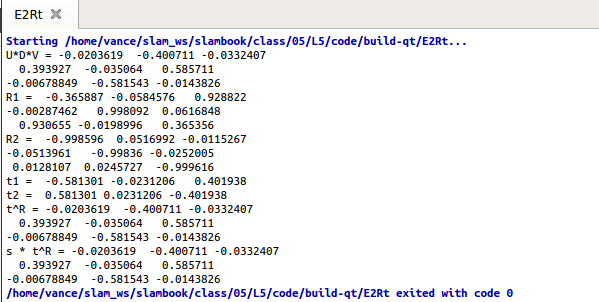 E2Rt
Starting /home/vance/slam_ws/slambook/class/05/L5/code/build-qt/E2Rt...
U*D*V = -0.0203619  -0.400711 -0.0332407
0.393927  -0.035064   0.585711
-0.00678849  -0.581543 -0.0143826
R1 =  -0.365887 -0.0584576   0.928822
-0.00287462   0.998092  0.0616848
0.930655 -0.0198996   0.365356
R2 =  -0.998596  0.0516992 -0.0115267
-0.0513961   -0.99836 -0.0252005
0.0128107  0.0245727  -0.999616
t1 =  -0.581301 -0.0231206   0.401938
t2 =  0.581301 0.0231206 -0.401938
t^R = -0.0203619  -0.400711 -0.0332407
0.393927  -0.035064   0.585711
-0.00678849  -0.581543 -0.0143826
s * t^R = -0.0203619  -0.400711 -0.0332407
0.393927  -0.035064   0.585711
-0.00678849  -0.581543 -0.0143826
/home/vance/slam_ws/slambook/class/05/L5/code/build-qt/E2Rt exited with code 0